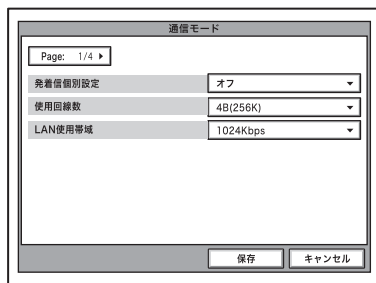 通信モード
Page: 1/4
発着信個別設定 オフ
使用回線数 4B(256K)
LAN使用帯域 1024Kbps
保存 キャンセル